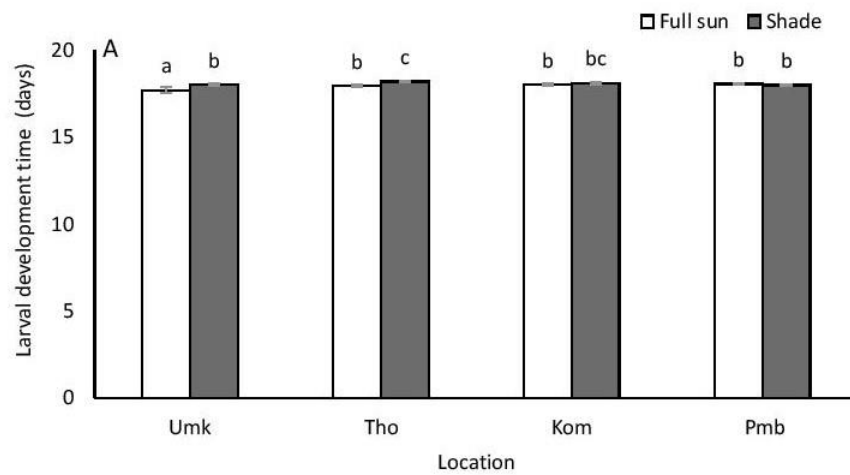 Full sun Shade
A
20
15
10
5
0
Larval development time (days)
a b b c b bc b b
Umk Tho Kom Pmb
Location